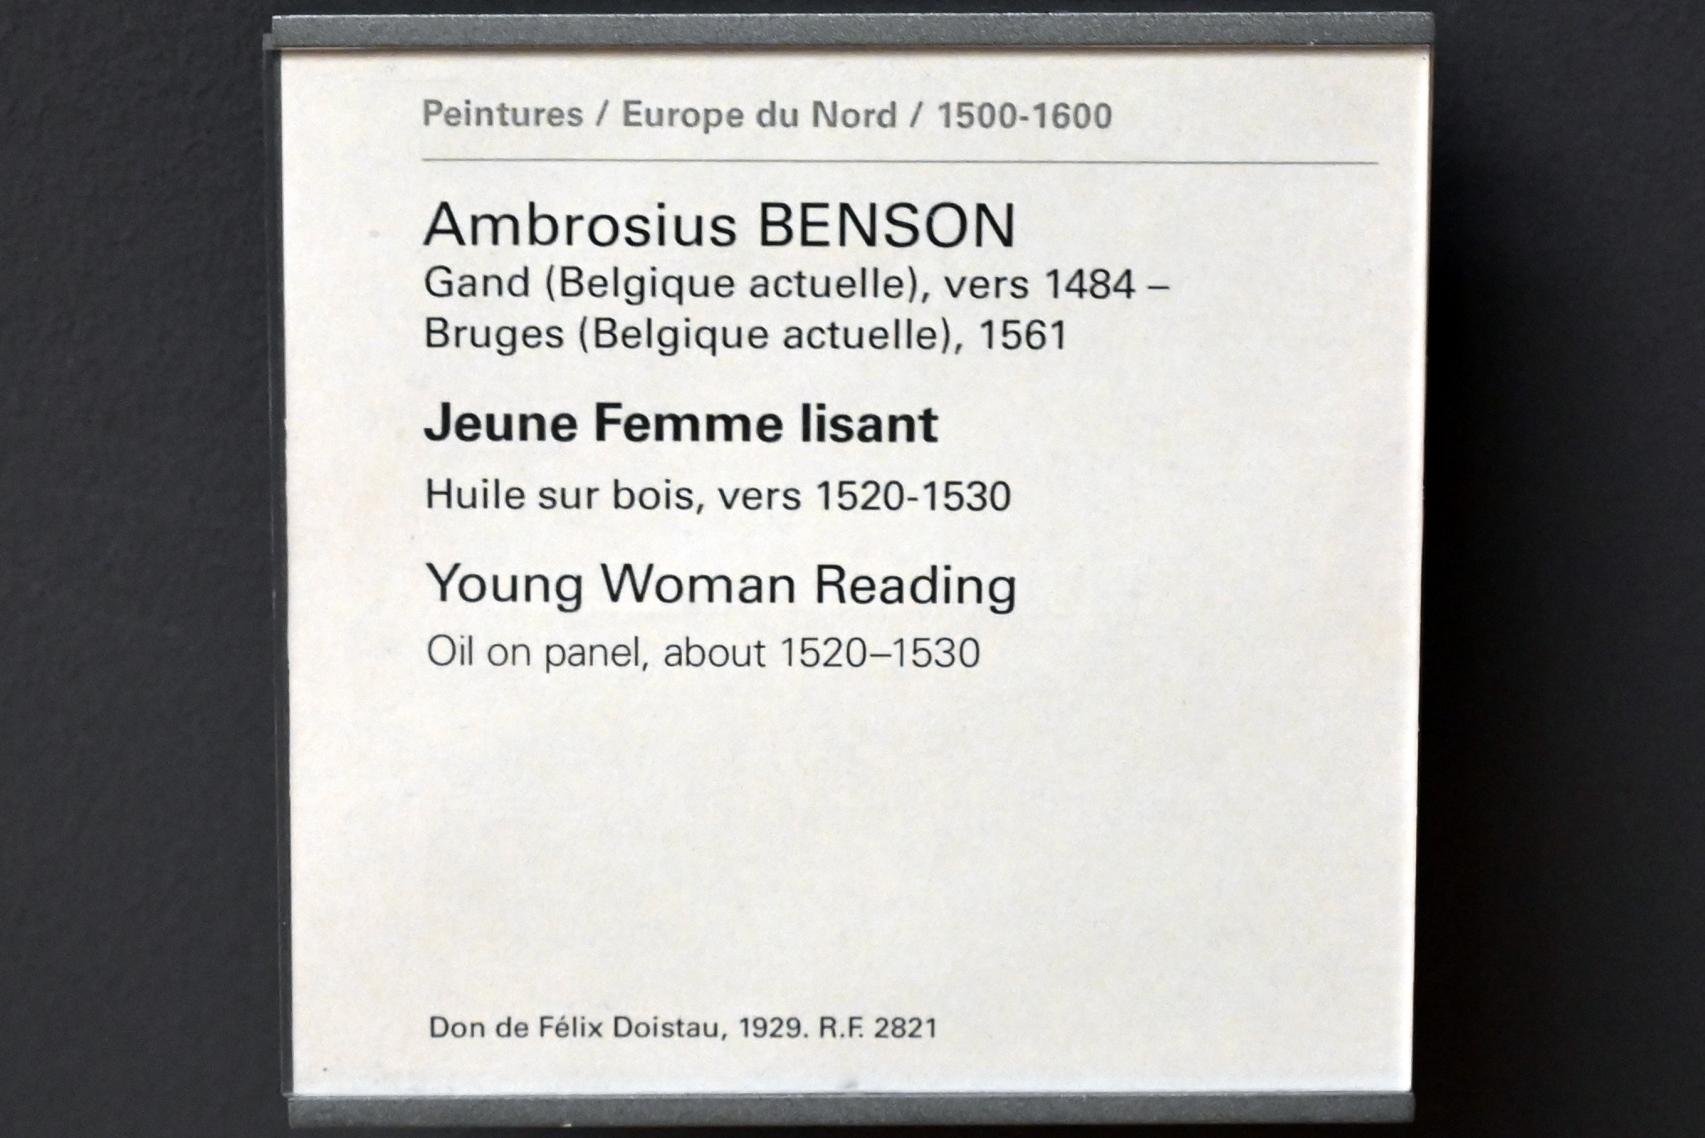 Peintures / Europe du Nord / 1500-1600
Ambrosius BENSON
Gand (Belgique actuelle), vers 1484 –
Bruges (Belgique actuelle), 1561
Jeune Femme lisant
Huile sur bois, vers 1520-1530
Young Woman Reading
Oil on panel, about 1520–1530
Don de Félix Doistau, 1929. R.F. 2821